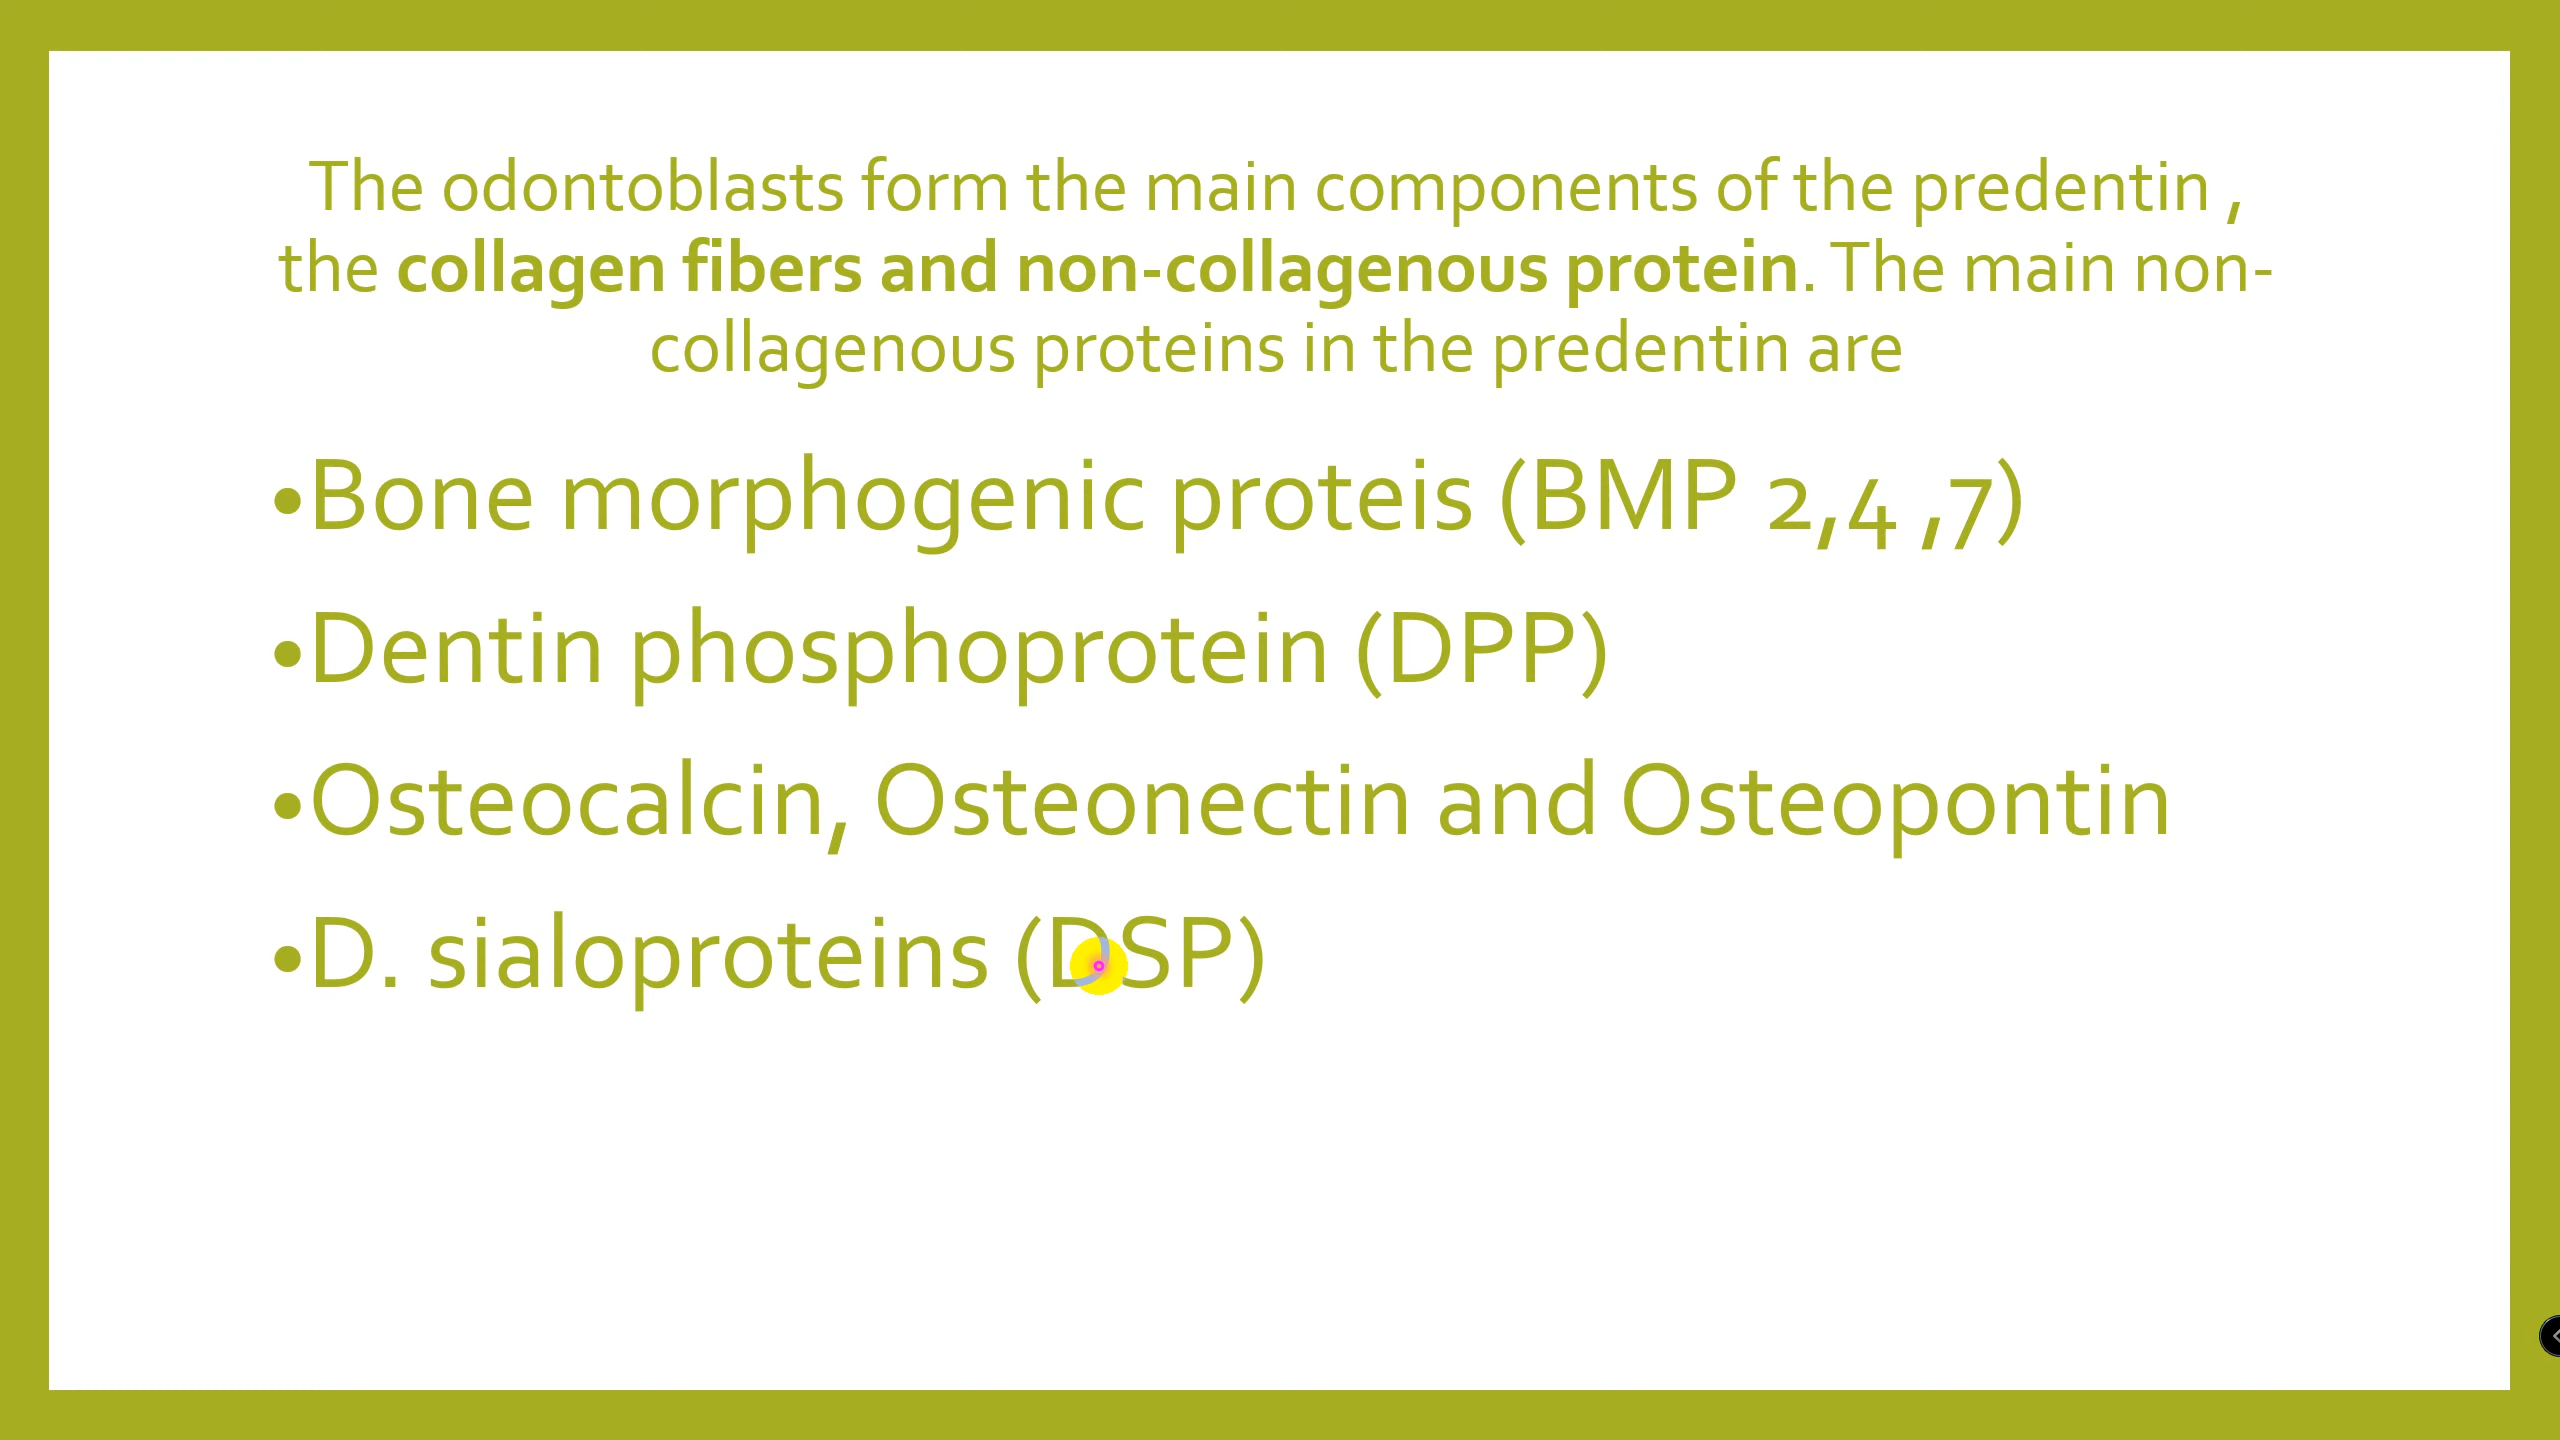 The odontoblasts form the main components of the predentin ,
the collagen fibers and non-collagenous protein. The main non-
collagenous proteins in the predentin are
•Bone morphogenic proteis (BMP 2,4 ,7)
•Dentin phosphoprotein (DPP)
•Osteocalcin, Osteonectin and Osteopontin
•D. sialoproteins (DSP)